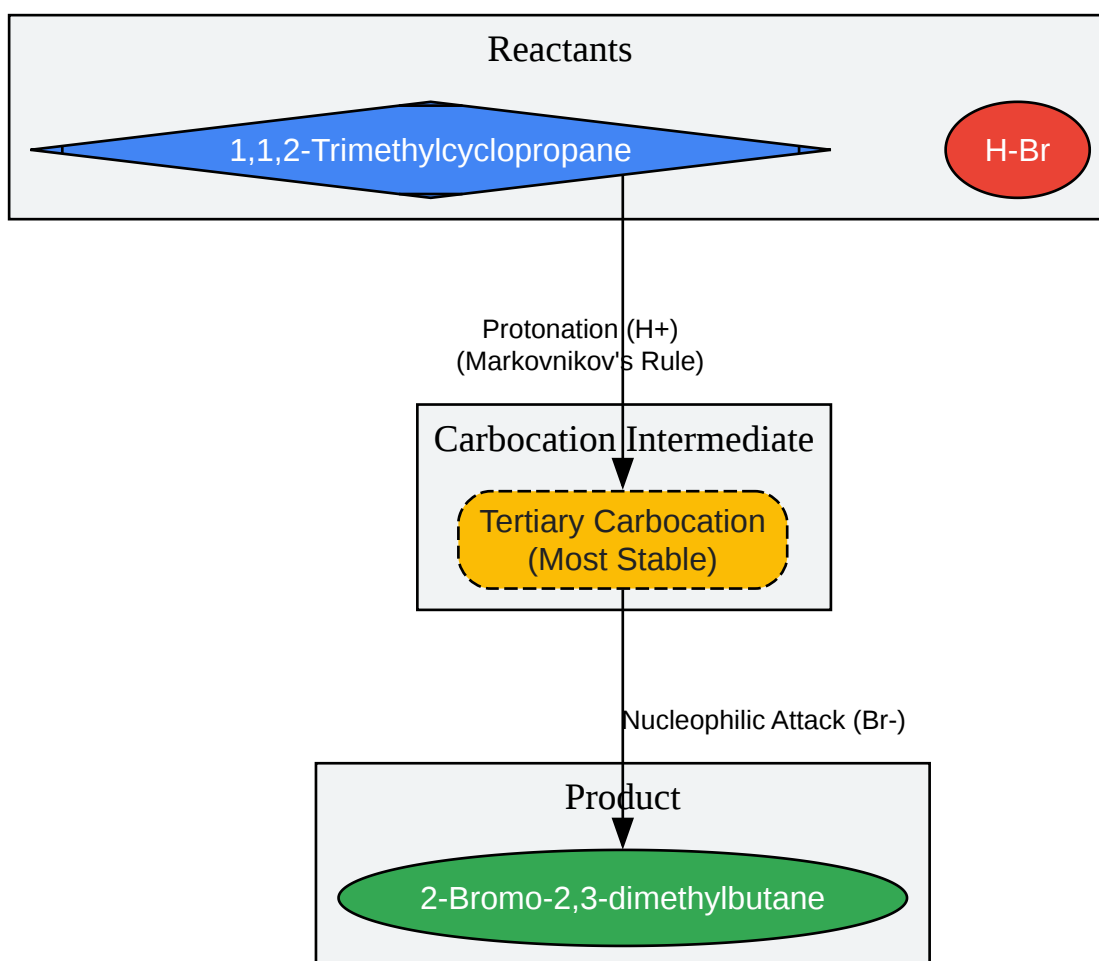 Reactants
1,1,2-Trimethylcyclopropane
H-Br
Protonation (H+)
(Markovnikov's Rule)
Carbocation Intermediate
Tertiary Carbocation
(Most Stable)
Nucleophilic Attack (Br-)
Product
2-Bromo-2,3-dimethylbutane